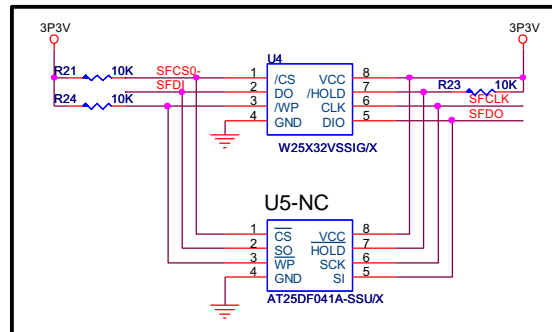 3P3V
3P3V
U4
R21 10K SFCS0-
1 /CS VCC 8
SFDI
2 DO /HOLD 7
R23 10K
R24 10K
3 /WP CLK 6
SFCLK
4 GND DIO 5
SFDO
W25X32VSSIG/X
U5-NC
1 CS VCC 8
2 SO HOLD 7
3 WP SCK 6
4 GND SI 5
AT25DF041A-SSU/X